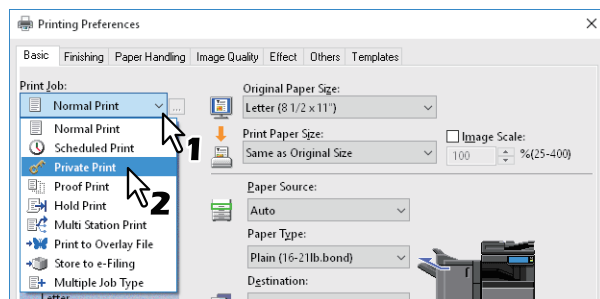 Printing Preferences
Basic Finishing Paper Handling Image Quality Effect Others Templates
Print Job:
Normal Print
...
1
Normal Print
Scheduled Print
Private Print
2
Proof Print
Hold Print
Multi Station Print
Print to Overlay File
Store to e-Filing
Multiple Job Type
Letter
Original Paper Size:
Letter (8 1/2 x 11")
Print Paper Size:
Same as Original Size
Image Scale:
100 %(25-400)
Paper Source:
Auto
Paper Type:
Plain (16-21lb.bond)
Destination: